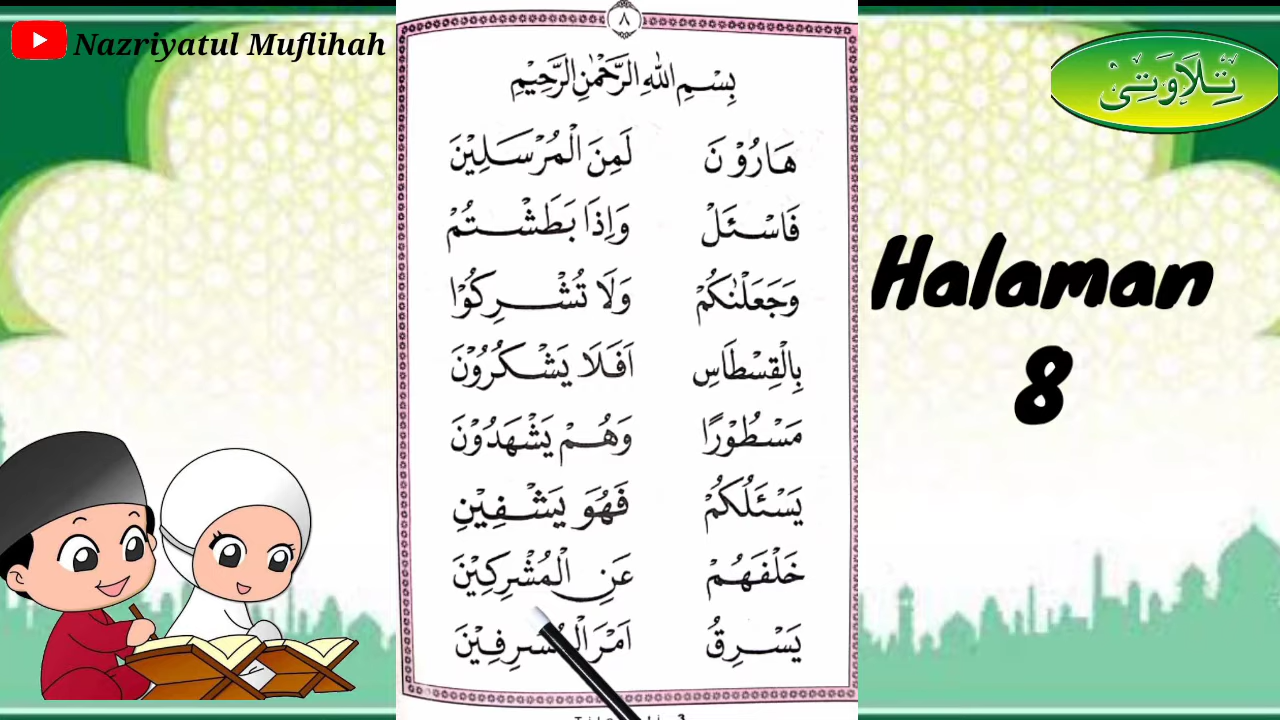 Nazriyatul Muflihah
٨
تِلَاوَتِىْ
بِسْمِ اللهِ الرَّحْمٰنِ الرَّحِيْمِ
هَارُوْنَ لَمِنَ الْمُرْسَلِيْنَ
فَاسْئَلْ وَاِذَا بَطَشْتُمْ
وَجَعَلْنٰكُمْ وَلَا تُشْرِكُوْا
بِالْقِسْطَاسِ اَفَلَا يَشْكُرُوْنَ
مَسْطُوْرًا وَهُمْ يَشْهَدُوْنَ
يَسْئَلُكُمْ فَهُوَ يَشْفِيْنِ
خَلْفَهُمْ عَنِ الْمُشْرِكِيْنَ
يَسْرِقُ اَمْرَ الْمُسْرِفِيْنَ
Halaman
8